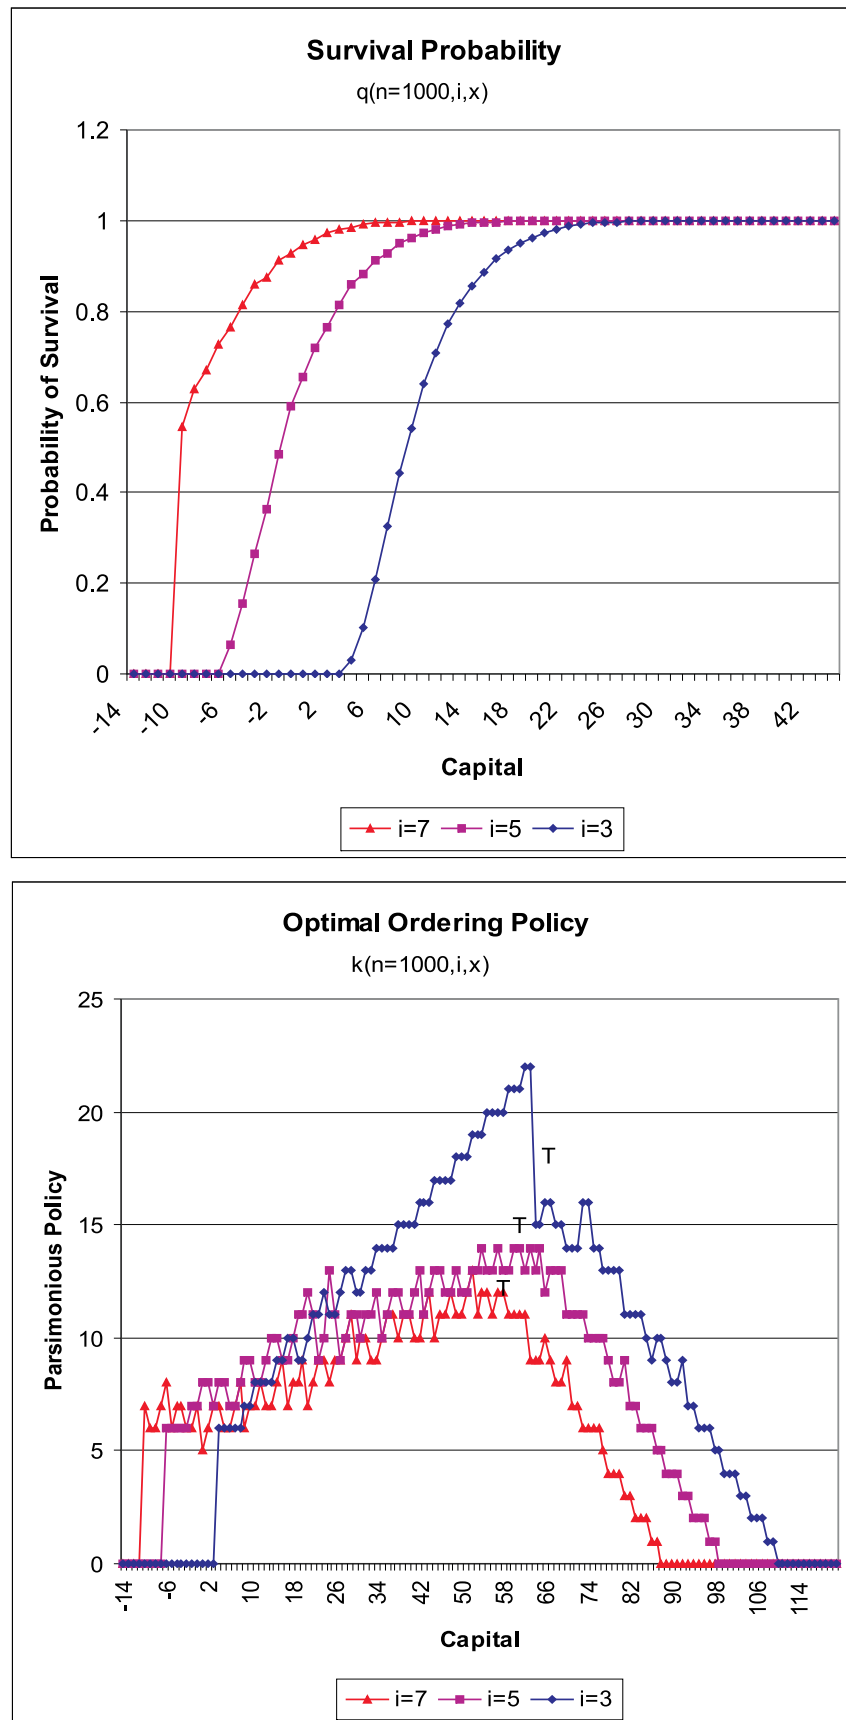 Survival Probability
q(n=1000,i,x)
Probability of Survival
1.2
1
0.8
0.6
0.4
0.2
0
-14 -10 -6 -2 2 6 10 14 18 22 26 30 34 38 42
Capital
i=7 i=5 i=3
Optimal Ordering Policy
k(n=1000,i,x)
Parsimonious Policy
25
20
15
10
5
0
T
T
T
-14 -6 2 10 18 26 34 42 50 58 66 74 82 90 98 106 114
Capital
i=7 i=5 i=3